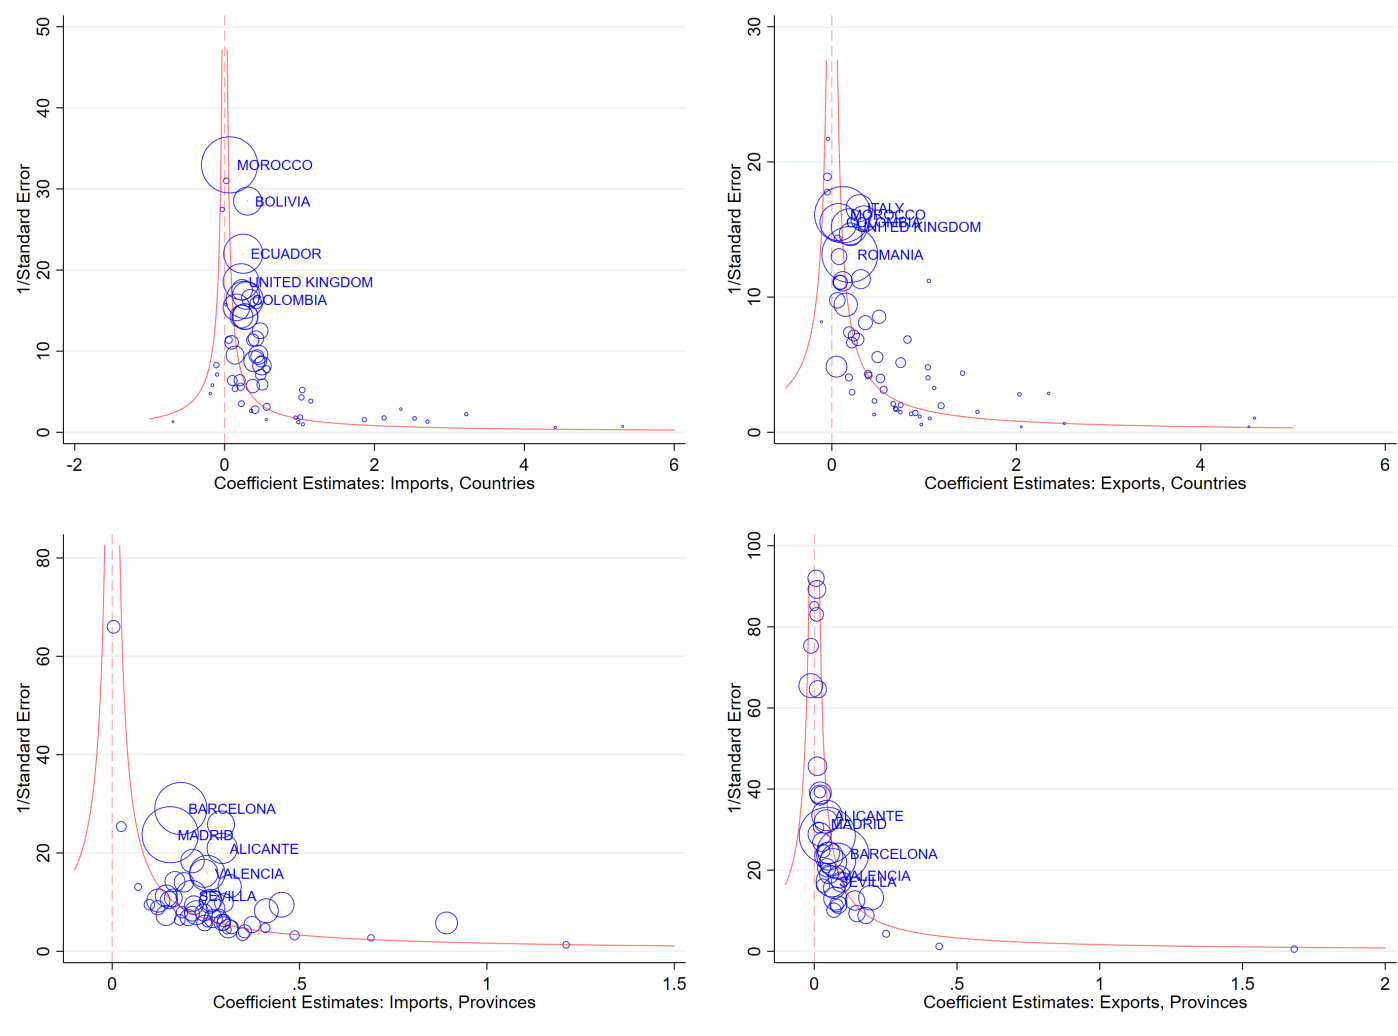 1/Standard Error
50
40
30
20
10
0
MOROCCO
BOLIVIA
ECUADOR
UNITED KINGDOM
COLOMBIA
-2
0
2
4
6
Coefficient Estimates: Imports, Countries
1/Standard Error
30
20
10
0
ITALY
MOROCCO
COLOMBIA
UNITED KINGDOM
ROMANIA
0
2
4
6
Coefficient Estimates: Exports, Countries
1/Standard Error
80
60
40
20
0
BARCELONA
MADRID
ALICANTE
VALENCIA
SEVILLA
0
.5
1
1.5
Coefficient Estimates: Imports, Provinces
1/Standard Error
100
80
60
40
20
0
ALICANTE
MADRID
BARCELONA
VALENCIA
SEVILLA
0
.5
1
1.5
2
Coefficient Estimates: Exports, Provinces